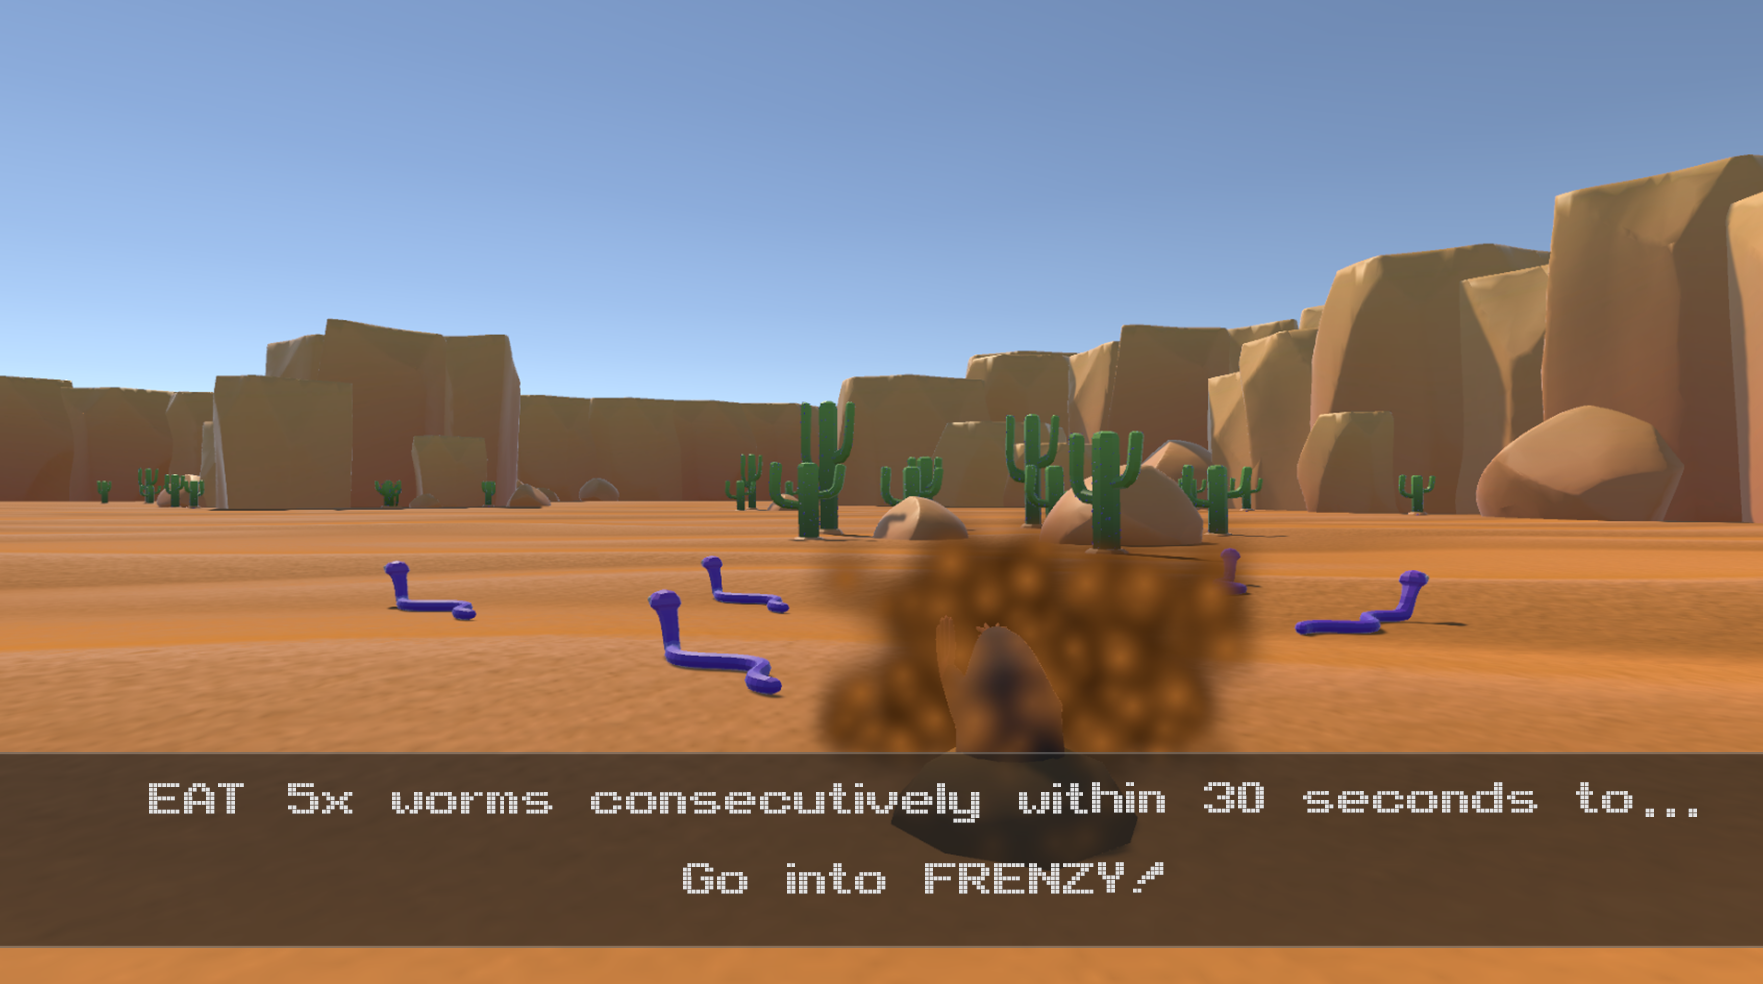 EAT 5x worms consecutively within 30 seconds to...
Go into FRENZY!